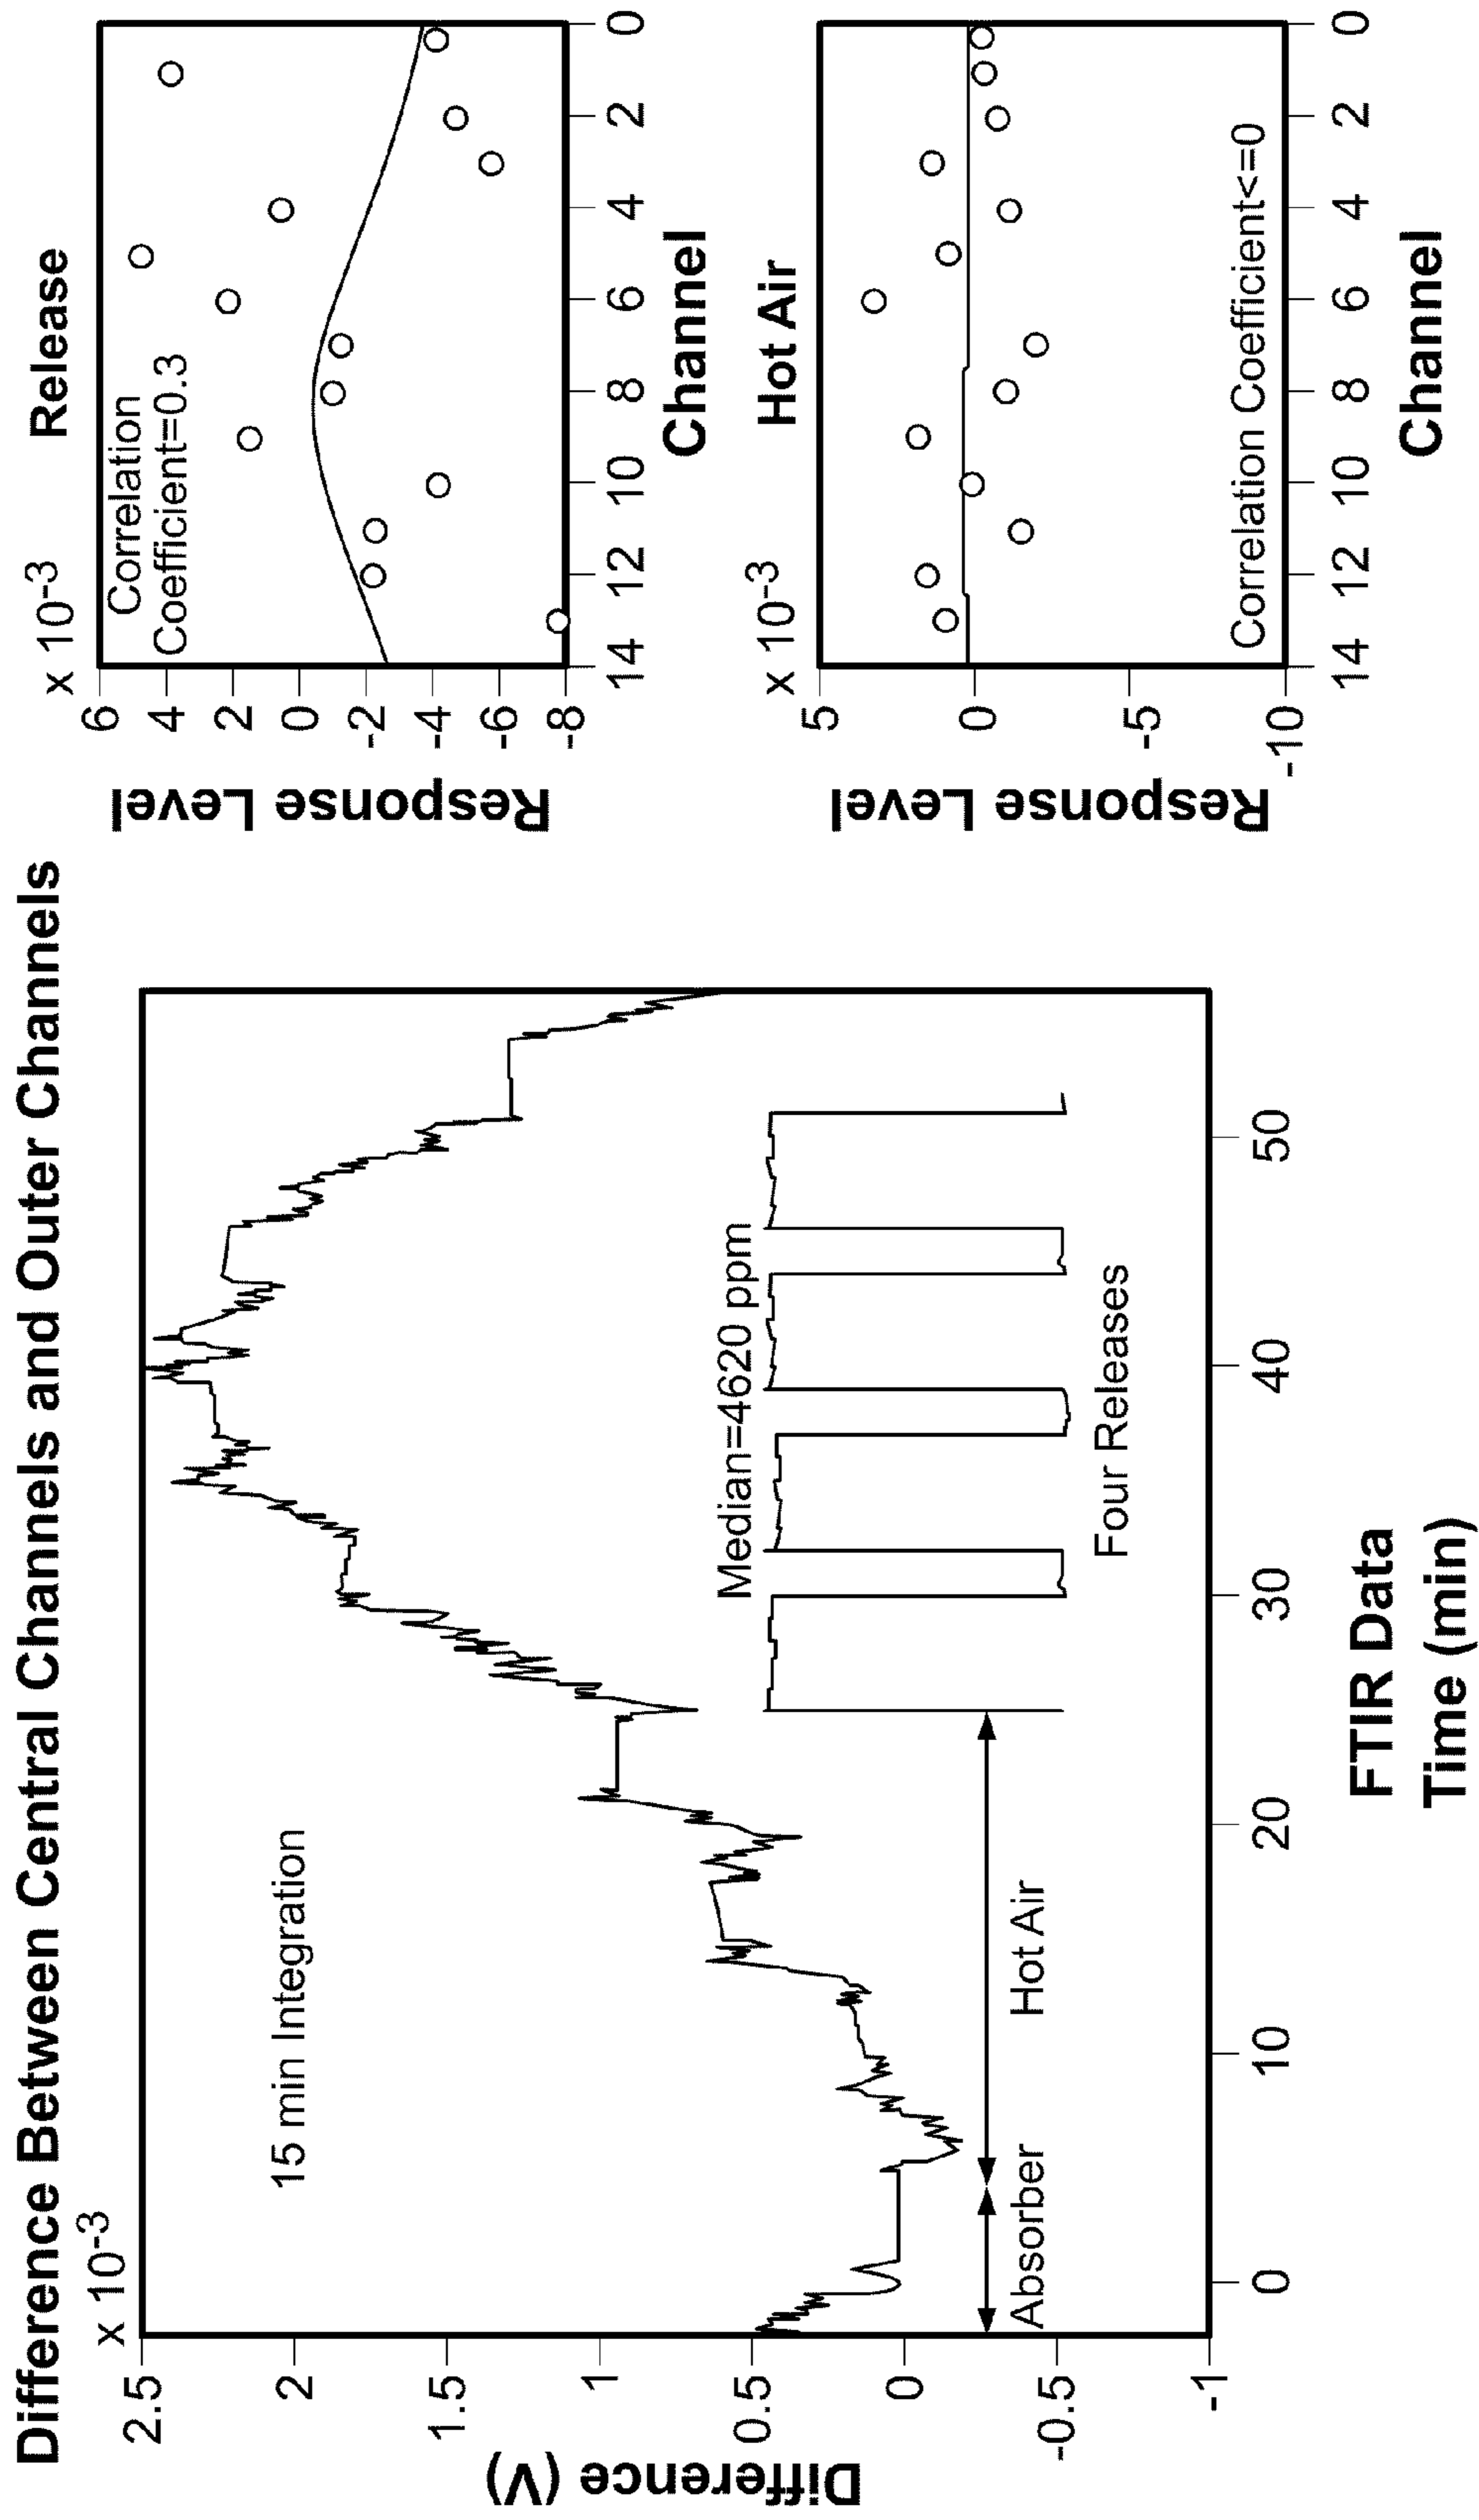 Difference Between Central Channels and Outer Channels
x 10-3
2.5
2
1.5
1
0.5
0
-0.5
-1
Difference (V)
15 min Integration
Median=4620 ppm
Four Releases
Absorber
Hot Air
0
10
20
30
40
50
FTIR Data
Time (min)
Release
x 10-3
6
4
2
0
-2
-4
-6
-8
Response Level
Correlation
Coefficient=0.3
14
12
10
8
6
4
2
0
Channel
Hot Air
x 10-3
5
0
-5
-10
Response Level
Correlation Coefficient<=0
14
12
10
8
6
4
2
0
Channel